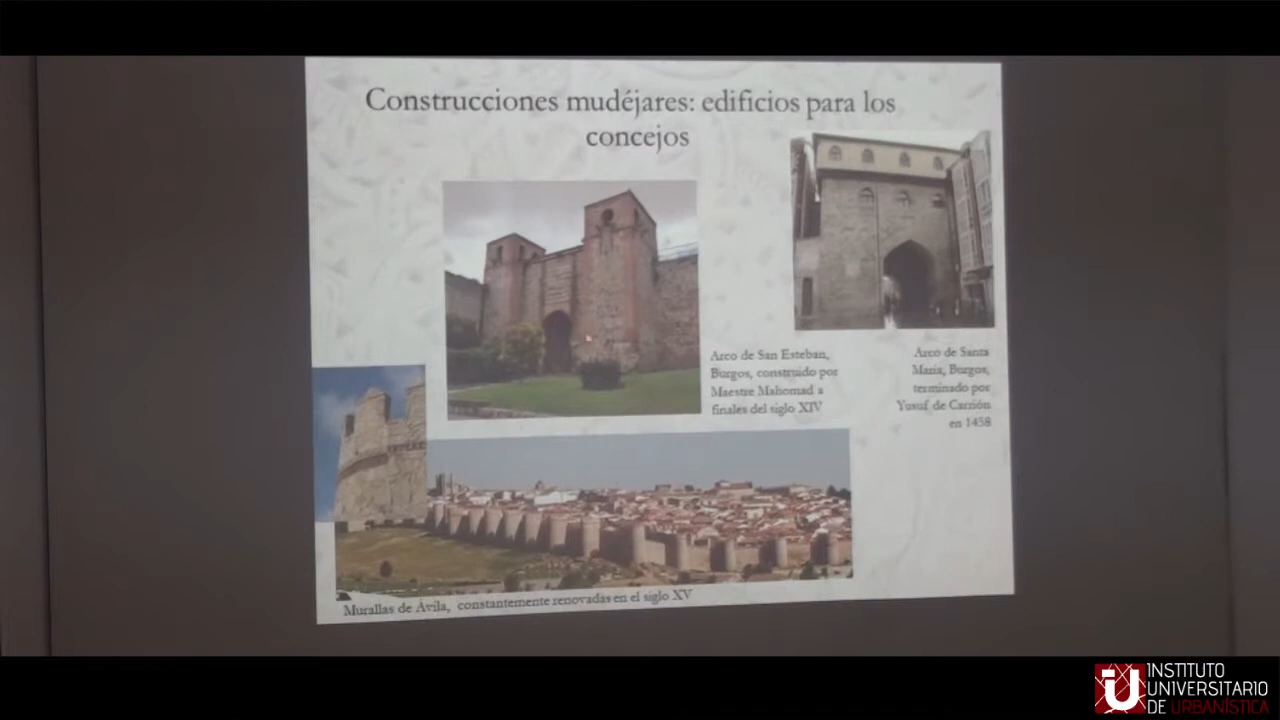 Construcciones mudéjares: edificios para los
concejos
Arco de San Esteban,
Burgos, construido por
Maestre Mahomad a
finales del siglo XIV
Arco de Santa
María, Burgos,
terminado por
Yusuf de Carrión
en 1458
Murallas de Ávila, constantemente renovadas en el siglo XV
INSTITUTO
UNIVERSITARIO
DE URBANÍSTICA